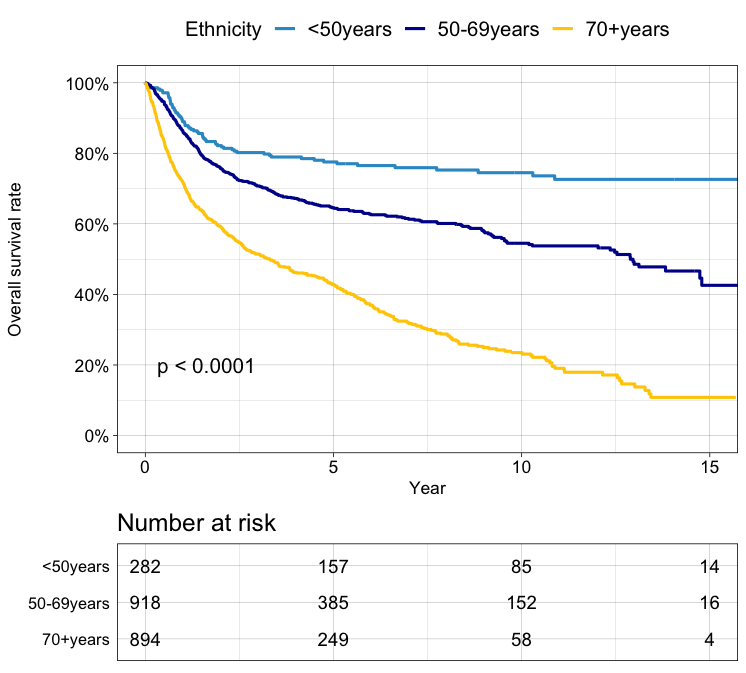 Ethnicity <50years 50-69years 70+years
100%
80%
60%
40%
20%
0%
Overall survival rate
p < 0.0001
0 5 10 15
Year
Number at risk
<50years 282 157 85 14
50-69years 918 385 152 16
70+years 894 249 58 4